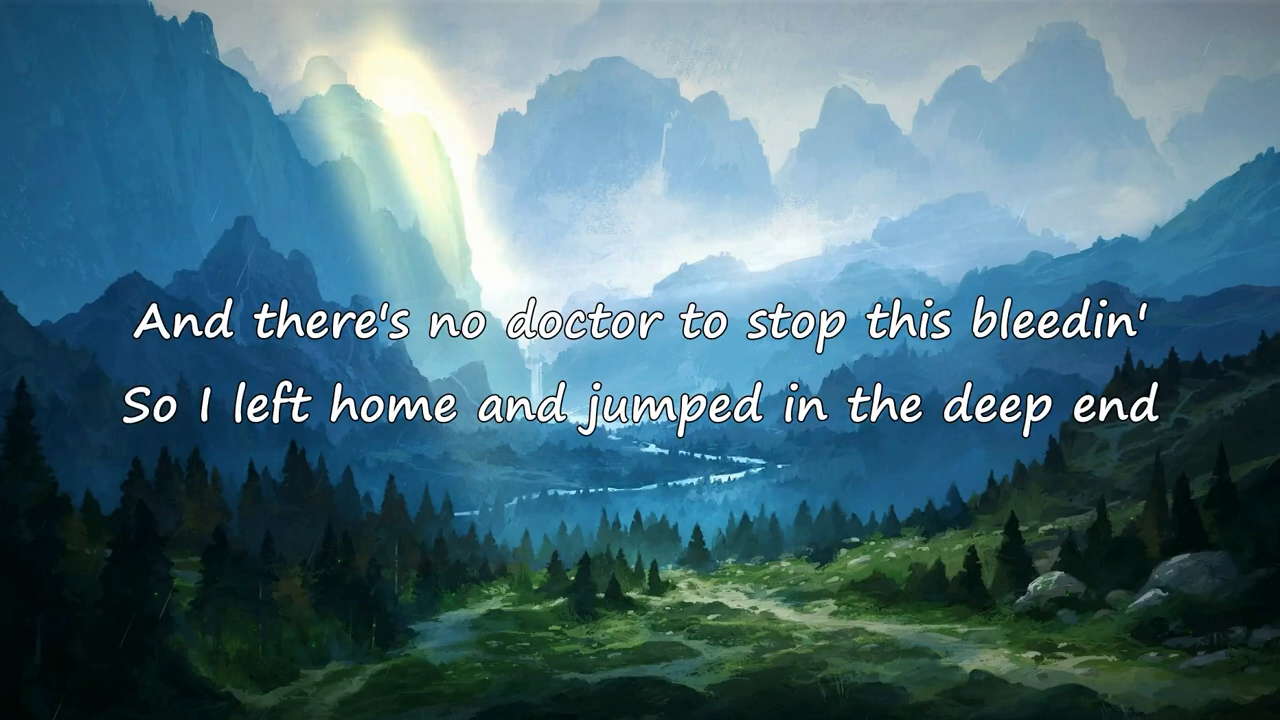 And there's no doctor to stop this bleedin'
So I left home and jumped in the deep end